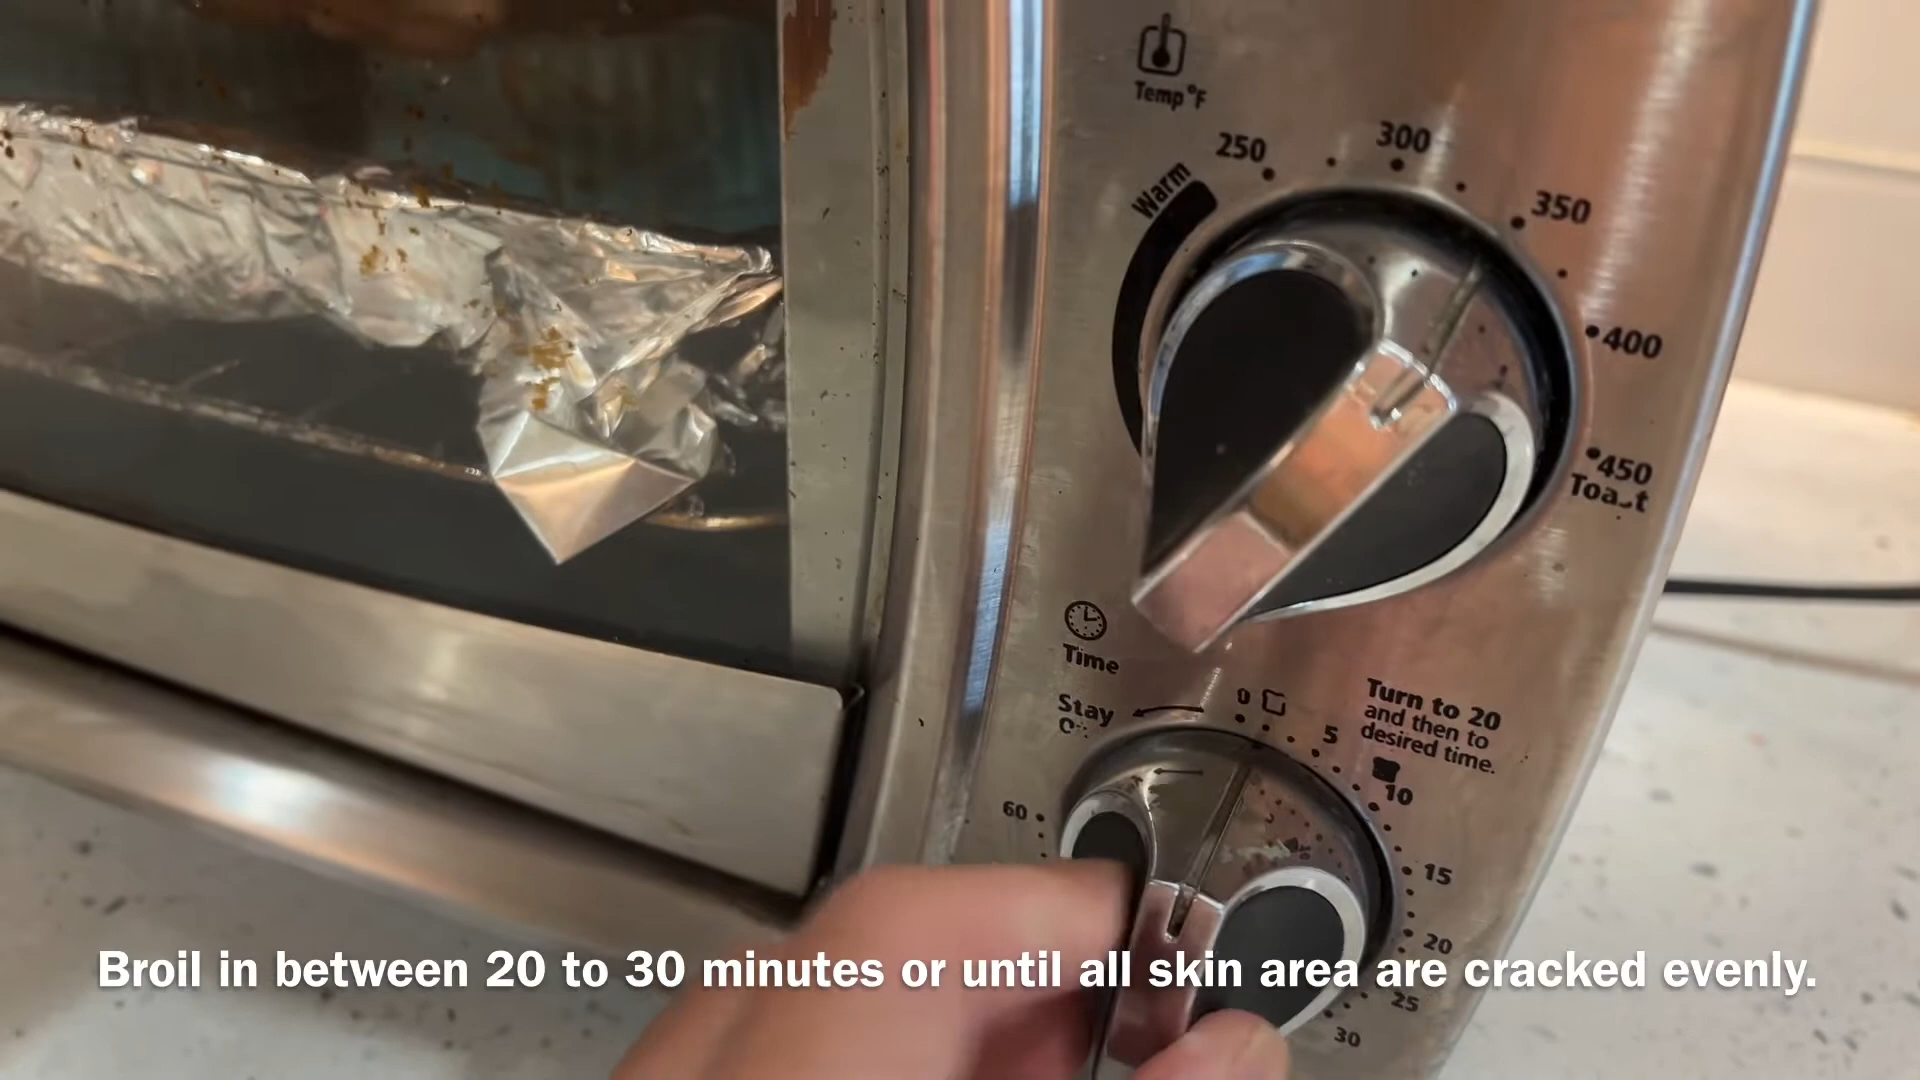 Temp°F
Warm
250
300
350
400
450
Toast
Time
Stay
0
5
10
15
20
25
30
60
Turn to 20
and then to
desired time.
Broil in between 20 to 30 minutes or until all skin area are cracked evenly.